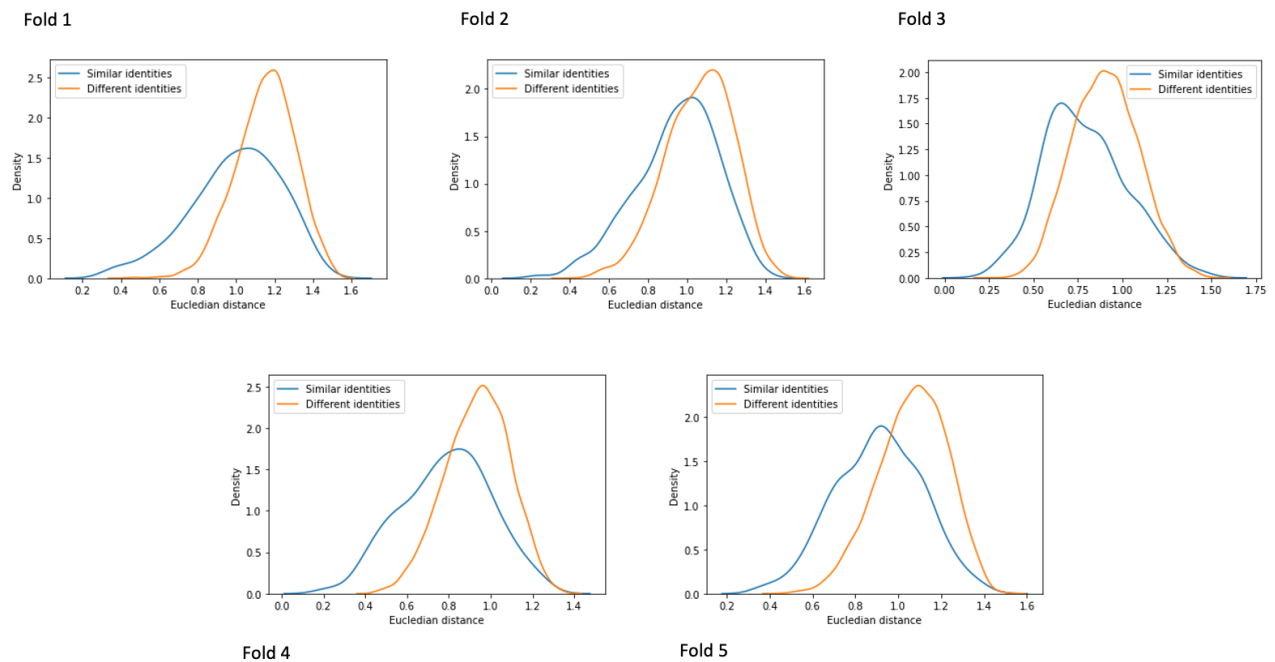 Fold 1
Fold 2
Fold 3
Similar identities
Different identities
2.5
2.0
1.5
1.0
0.5
0.0
Density
0.2 0.4 0.6 0.8 1.0 1.2 1.4 1.6
Eucledian distance
Similar identities
Different identities
2.0
1.5
1.0
0.5
0.0
Density
0.0 0.2 0.4 0.6 0.8 1.0 1.2 1.4 1.6
Eucledian distance
Similar identities
Different identities
2.00
1.75
1.50
1.25
1.00
0.75
0.50
0.25
0.00
Density
0.00 0.25 0.50 0.75 1.00 1.25 1.50 1.75
Eucledian distance
Similar identities
Different identities
2.5
2.0
1.5
1.0
0.5
0.0
Density
0.0 0.2 0.4 0.6 0.8 1.0 1.2 1.4
Eucledian distance
Similar identities
Different identities
2.0
1.5
1.0
0.5
0.0
Density
0.2 0.4 0.6 0.8 1.0 1.2 1.4 1.6
Eucledian distance
Fold 4
Fold 5